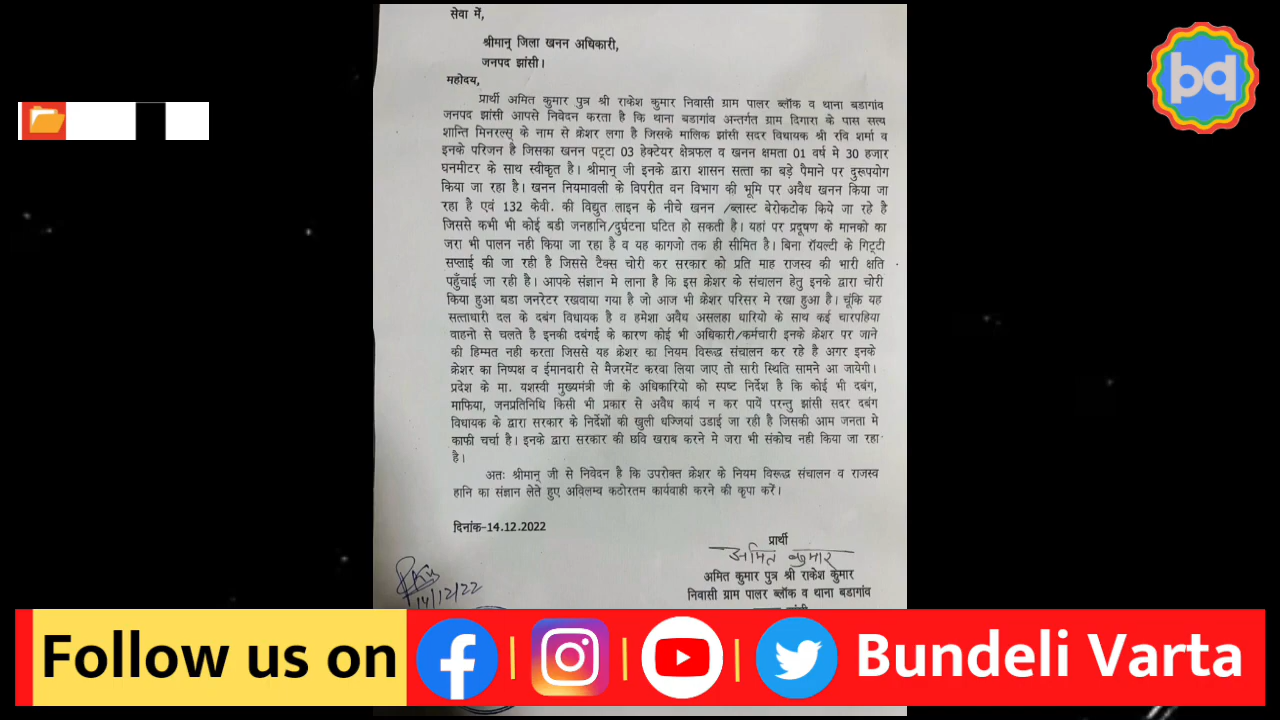 सेवा में,
श्रीमान् जिला खनन अधिकारी,
जनपद झांसी।
महोदय,
प्रार्थी अमित कुमार पुत्र श्री राकेश कुमार निवासी ग्राम पालर ब्लॉक व थाना बडागांव
जनपद झांसी आपसे निवेदन करता है कि थाना बडागांव अन्तर्गत ग्राम दिगारा के पास सत्य
शान्ति मिनरल्स् के नाम से क्रेशर लगा है जिसके मालिक झांसी सदर विधायक श्री रवि शर्मा व
इनके परिजन है जिसका खनन पट्टा 03 हेक्टेयर क्षेत्रफल व खनन क्षमता 01 वर्ष मे 30 हजार
घनमीटर के साथ स्वीकृत है। श्रीमान् जी इनके द्वारा शासन सत्ता का बड़े पैमाने पर दुरूपयोग
किया जा रहा है। खनन नियमावली के विपरीत वन विभाग की भूमि पर अवैध खनन किया जा
रहा है एवं 132 केवी. की विद्युत लाइन के नीचे खनन /ब्लास्ट बेरोकटोक किये जा रहे है
जिससे कभी भी कोई बडी जनहानि/दुर्घटना घटित हो सकती है। यहां पर प्रदूषण के मानको का
जरा भी पालन नही किया जा रहा है व यह कागजो तक ही सीमित है। बिना रॉयल्टी के गिट्टी
सप्लाई की जा रही है जिससे टैक्स चोरी कर सरकार को प्रति माह राजस्व की भारी क्षति
पहुँचाई जा रही है। आपके संज्ञान मे लाना है कि इस क्रेशर के संचालन हेतु इनके द्वारा चोरी
किया हुआ बडा जनरेटर रखवाया गया है जो आज भी क्रेशर परिसर मे रखा हुआ है। चूंकि यह
सत्ताधारी दल के दबंग विधायक है व हमेशा अवैध असलहा धारियो के साथ कई चारपहिया
वाहनो से चलते है इनकी दबंगई के कारण कोई भी अधिकारी/कर्मचारी इनके क्रेशर पर जाने
की हिम्मत नही करता जिससे यह क्रेशर का नियम विरूद्ध संचालन कर रहे है अगर इनके
क्रेशर का निष्पक्ष व ईमानदारी से मैजरमेंट करवा लिया जाए तो सारी स्थिति सामने आ जायेगी।
प्रदेश के मा. यशस्वी मुख्यमंत्री जी के अधिकारियो को स्पष्ट निर्देश है कि कोई भी दबंग,
माफिया, जनप्रतिनिधि किसी भी प्रकार से अवैध कार्य न कर पायें परन्तु झांसी सदर दबंग
विधायक के द्वारा सरकार के निर्देशों की खुली धज्जियां उडाई जा रही है जिसकी आम जनता मे
काफी चर्चा है। इनके द्वारा सरकार की छवि खराब करने मे जरा भी संकोच नही किया जा रहा
है।
अतः श्रीमान् जी से निवेदन है कि उपरोक्त क्रेशर के नियम विरूद्ध संचालन व राजस्व
हानि का संज्ञान लेते हुए अविलम्ब कठोरतम कार्यवाही करने की कृपा करें।
दिनांक-14.12.2022
प्रार्थी
अमित कुमार
अमित कुमार पुत्र श्री राकेश कुमार
14/12/22
निवासी ग्राम पालर ब्लॉक व थाना बडागांव
Follow us on
Bundeli Varta